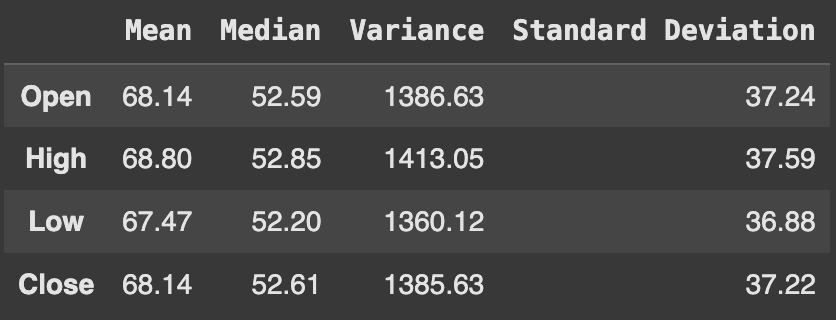 Mean Median Variance Standard Deviation
Open 68.14 52.59 1386.63 37.24
High 68.80 52.85 1413.05 37.59
Low 67.47 52.20 1360.12 36.88
Close 68.14 52.61 1385.63 37.22